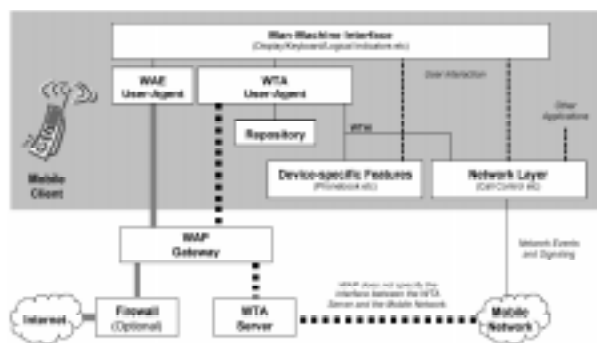 Man-Machine Interface
(Display/Keyboard/Logical Indicators etc)
WAE
User-Agent
WTA
User-Agent
User Interaction
Other
Applications
Repository
WTAI
Mobile
Client
Device-specific Features
(Phonebook etc)
Network Layer
(Call Control etc)
WAP
Gateway
Network Events
and Signaling
WAP does not specify the
interface between the WTA
Server and the Mobile Network
Internet
Firewall
(Optional)
WTA
Server
Mobile
Network